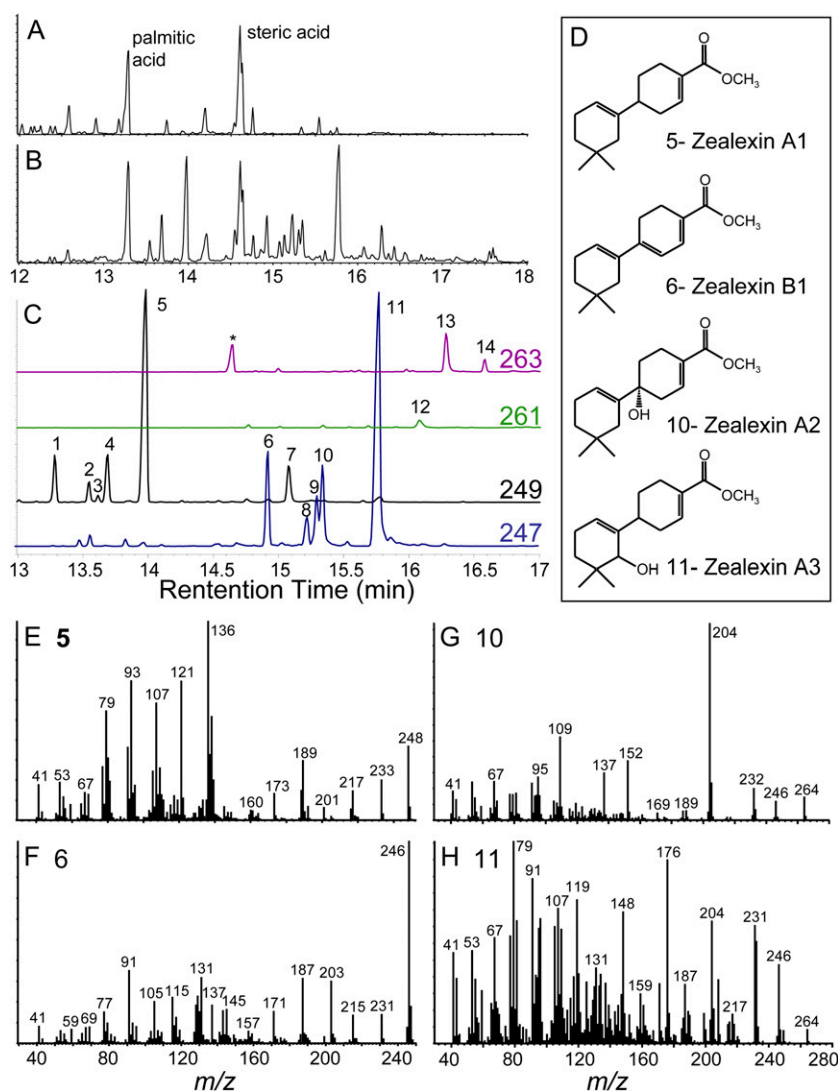 A
palmitic
acid
steric acid
B
12 13 14 15 16 17 18
C
5
11
*
13
14
263
12
261
1
2
3
4
6
7
10
249
8
9
247
13 13.5 14 14.5 15 15.5 16 16.5 17
Rentention Time (min)
D
O
OCH3
5- Zealexin A1
O
OCH3
6- Zealexin B1
O
OCH3
OH
10- Zealexin A2
O
OCH3
OH
11- Zealexin A3
E 5
136
93
121
79
107
248
189
41
53
67
173
160
201
217
233
G 10
204
109
152
137
95
67
41
169
189
232
246
264
F 6
246
91
131
187
203
115
137
105
145
77
171
215
231
41
59
69
157
40 80 120 160 200 250
m/z
H 11
79
176
91
119
107
148
204
231
67
41
53
131
246
159
187
217
264
40 80 120 160 200 240 280
m/z